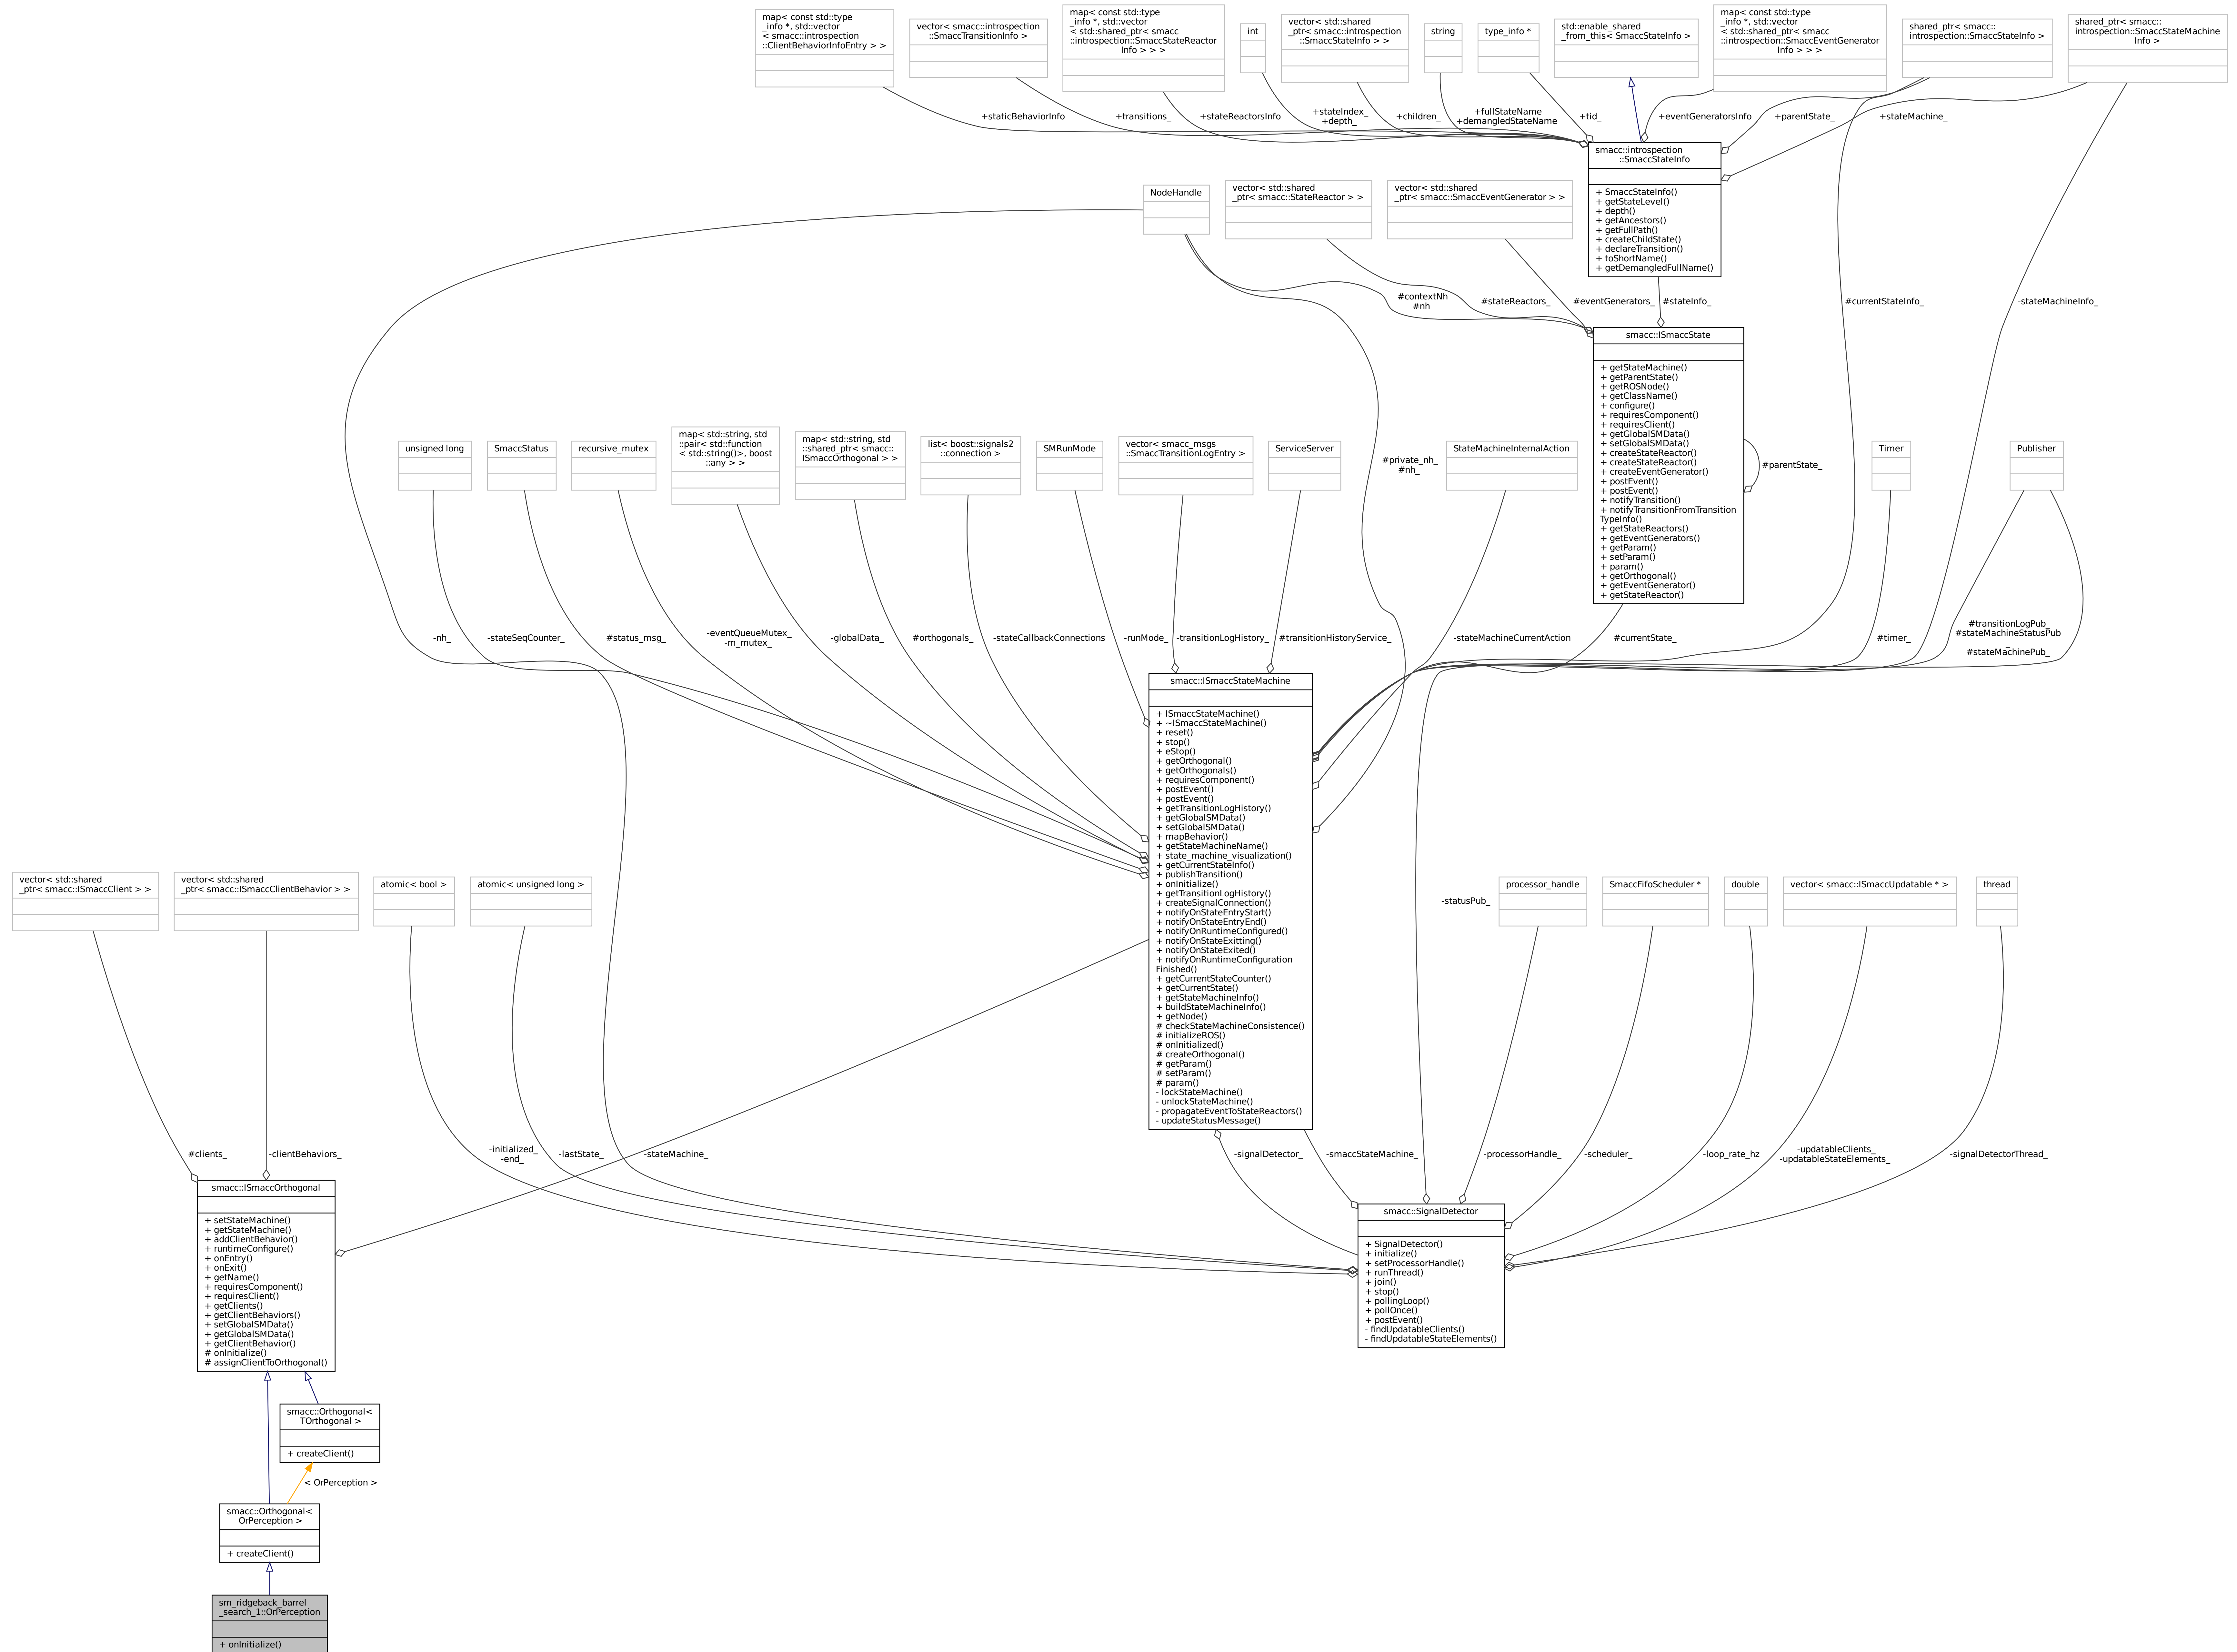 map< const std::type
_info *, std::vector
< smacc::introspection
::ClientBehaviorInfoEntry > >
vector< smacc::introspection
::SmaccTransitionInfo >
map< const std::type
_info *, std::vector
< std::shared_ptr< smacc
::introspection::SmaccStateReactor
Info > > >
int
vector< std::shared
_ptr< smacc::introspection
::SmaccStateInfo > >
string
type_info *
std::enable_shared
_from_this< SmaccStateInfo >
map< const std::type
_info *, std::vector
< std::shared_ptr< smacc
::introspection::SmaccEventGenerator
Info > > >
shared_ptr< smacc::
introspection::SmaccStateInfo >
shared_ptr< smacc::
introspection::SmaccStateMachine
Info >
+staticBehaviorInfo
+transitions_
+stateReactorsInfo
+stateIndex_
+depth_
+children_
+fullStateName
+demangledStateName
+tid_
+eventGeneratorsInfo
+parentState_
+stateMachine_
smacc::introspection
::SmaccStateInfo
+ SmaccStateInfo()
+ getStateLevel()
+ depth()
+ getAncestors()
+ getFullPath()
+ createChildState()
+ declareTransition()
+ toShortName()
+ getDemangledFullName()
NodeHandle
vector< std::shared
_ptr< smacc::StateReactor > >
vector< std::shared
_ptr< smacc::SmaccEventGenerator > >
#contextNh
#nh
#stateReactors_
#eventGenerators_
#stateInfo_
#currentStateInfo_
-stateMachineInfo_
smacc::ISmaccState
+ getStateMachine()
+ getParentState()
+ getROSNode()
+ getClassName()
+ configure()
+ requiresComponent()
+ requiresClient()
+ getGlobalSMData()
+ setGlobalSMData()
+ createStateReactor()
+ createStateReactor()
+ createEventGenerator()
+ postEvent()
+ postEvent()
+ notifyTransition()
+ notifyTransitionFromTransition
TypeInfo()
+ getStateReactors()
+ getEventGenerators()
+ getParam()
+ setParam()
+ param()
+ getOrthogonal()
+ getEventGenerator()
+ getStateReactor()
#parentState_
unsigned long
SmaccStatus
recursive_mutex
map< std::string, std
::pair< std::function
< std::string()>, boost
::any > >
map< std::string, std
::shared_ptr< smacc::
ISmaccOrthogonal > >
list< boost::signals2
::connection >
SMRunMode
vector< smacc_msgs
::SmaccTransitionLogEntry >
ServiceServer
#private_nh_
#nh_
StateMachineInternalAction
Timer
Publisher
-nh_
-stateSeqCounter_
#status_msg_
-eventQueueMutex_
-m_mutex_
-globalData_
#orthogonals_
-stateCallbackConnections
-runMode_
-transitionLogHistory_
#transitionHistoryService_
-stateMachineCurrentAction
#currentState_
#timer_
#transitionLogPub_
#stateMachineStatusPub
_
#stateMachinePub_
smacc::ISmaccStateMachine
+ ISmaccStateMachine()
+ ~ISmaccStateMachine()
+ reset()
+ stop()
+ eStop()
+ getOrthogonal()
+ getOrthogonals()
+ requiresComponent()
+ postEvent()
+ postEvent()
+ getTransitionLogHistory()
+ getGlobalSMData()
+ setGlobalSMData()
+ mapBehavior()
+ getStateMachineName()
+ state_machine_visualization()
+ getCurrentStateInfo()
+ publishTransition()
+ onInitialize()
+ getTransitionLogHistory()
+ createSignalConnection()
+ notifyOnStateEntryStart()
+ notifyOnStateEntryEnd()
+ notifyOnRuntimeConfigured()
+ notifyOnStateExitting()
+ notifyOnStateExited()
+ notifyOnRuntimeConfiguration
Finished()
+ getCurrentStateCounter()
+ getCurrentState()
+ getStateMachineInfo()
+ buildStateMachineInfo()
+ getNode()
# checkStateMachineConsistence()
# initializeROS()
# onInitialized()
# createOrthogonal()
# getParam()
# setParam()
# param()
- lockStateMachine()
- unlockStateMachine()
- propagateEventToStateReactors()
- updateStatusMessage()
vector< std::shared
_ptr< smacc::ISmaccClient > >
vector< std::shared
_ptr< smacc::ISmaccClientBehavior > >
atomic< bool >
atomic< unsigned long >
-statusPub_
processor_handle
SmaccFifoScheduler *
double
vector< smacc::ISmaccUpdatable * >
thread
#clients_
-clientBehaviors_
-initialized_
-end_
-lastState_
-stateMachine_
-signalDetector_
-smaccStateMachine_
-processorHandle_
-scheduler_
-loop_rate_hz
-updatableClients_
-updatableStateElements_
-signalDetectorThread_
smacc::ISmaccOrthogonal
+ setStateMachine()
+ getStateMachine()
+ addClientBehavior()
+ runtimeConfigure()
+ onEntry()
+ onExit()
+ getName()
+ requiresComponent()
+ requiresClient()
+ getClients()
+ getClientBehaviors()
+ setGlobalSMData()
+ getGlobalSMData()
+ getClientBehavior()
# onInitialize()
# assignClientToOrthogonal()
smacc::SignalDetector
+ SignalDetector()
+ initialize()
+ setProcessorHandle()
+ runThread()
+ join()
+ stop()
+ pollingLoop()
+ pollOnce()
+ postEvent()
- findUpdatableClients()
- findUpdatableStateElements()
smacc::Orthogonal<
TOrthogonal >
+ createClient()
< OrPerception >
smacc::Orthogonal<
OrPerception >
+ createClient()
sm_ridgeback_barrel
_search_1::OrPerception
+ onInitialize()